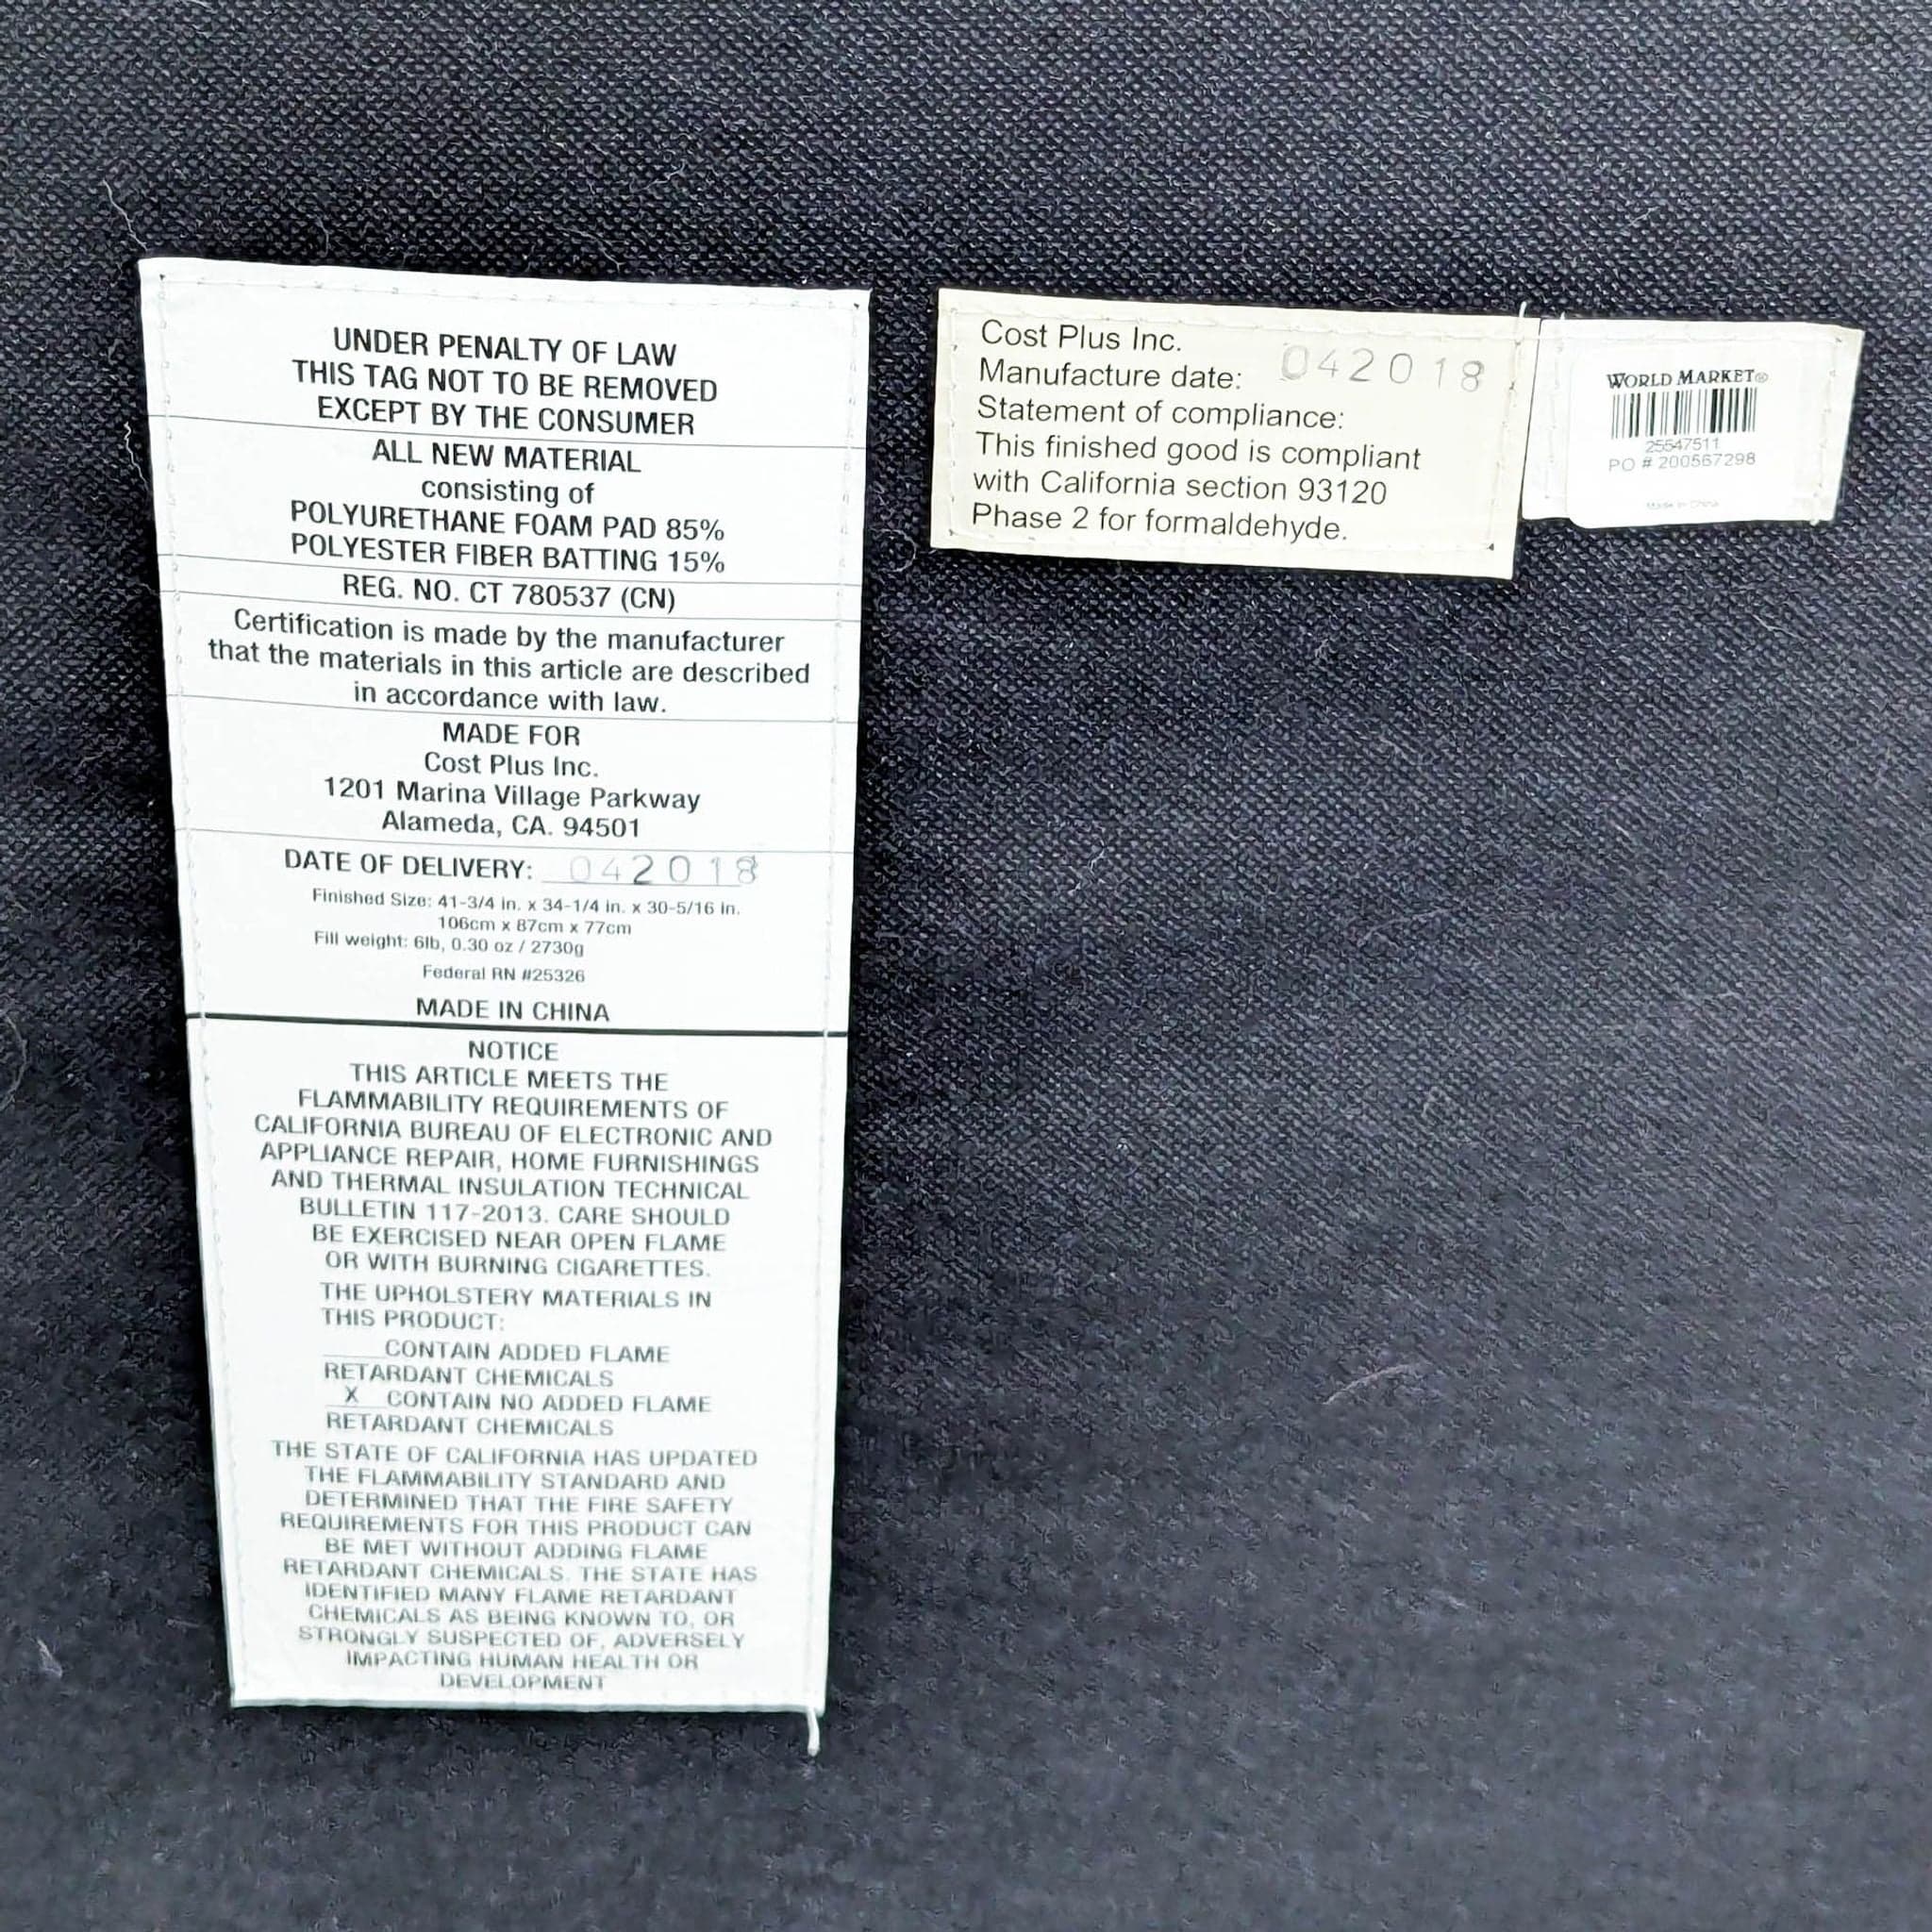 UNDER PENALTY OF LAW
THIS TAG NOT TO BE REMOVED
EXCEPT BY THE CONSUMER
ALL NEW MATERIAL
consisting of
POLYURETHANE FOAM PAD 85%
POLYESTER FIBER BATTING 15%
REG. NO. CT 780537 (CN)
Certification is made by the manufacturer
that the materials in this article are described
in accordance with law.
MADE FOR
Cost Plus Inc.
1201 Marina Village Parkway
Alameda, CA. 94501
DATE OF DELIVERY: 042018
Finished Size: 41-3/4 in. x 34-1/4 in. x 30-5/16 in.
106cm x 87cm x 77cm
Fill weight: 6lb, 0.30 oz / 2730g
Federal RN #25326
MADE IN CHINA
NOTICE
THIS ARTICLE MEETS THE
FLAMMABILITY REQUIREMENTS OF
CALIFORNIA BUREAU OF ELECTRONIC AND
APPLIANCE REPAIR, HOME FURNISHINGS
AND THERMAL INSULATION TECHNICAL
BULLETIN 117-2013. CARE SHOULD
BE EXERCISED NEAR OPEN FLAME
OR WITH BURNING CIGARETTES.
THE UPHOLSTERY MATERIALS IN
THIS PRODUCT:
____CONTAIN ADDED FLAME
RETARDANT CHEMICALS
X CONTAIN NO ADDED FLAME
RETARDANT CHEMICALS
THE STATE OF CALIFORNIA HAS UPDATED
THE FLAMMABILITY STANDARD AND
DETERMINED THAT THE FIRE SAFETY
REQUIREMENTS FOR THIS PRODUCT CAN
BE MET WITHOUT ADDING FLAME
RETARDANT CHEMICALS. THE STATE HAS
IDENTIFIED MANY FLAME RETARDANT
CHEMICALS AS BEING KNOWN TO, OR
STRONGLY SUSPECTED OF, ADVERSELY
IMPACTING HUMAN HEALTH OR
DEVELOPMENT
Cost Plus Inc.
Manufacture date: 042018
Statement of compliance:
This finished good is compliant
with California section 93120
Phase 2 for formaldehyde.
WORLD MARKET®
25547511
PO # 200567298
Made in China